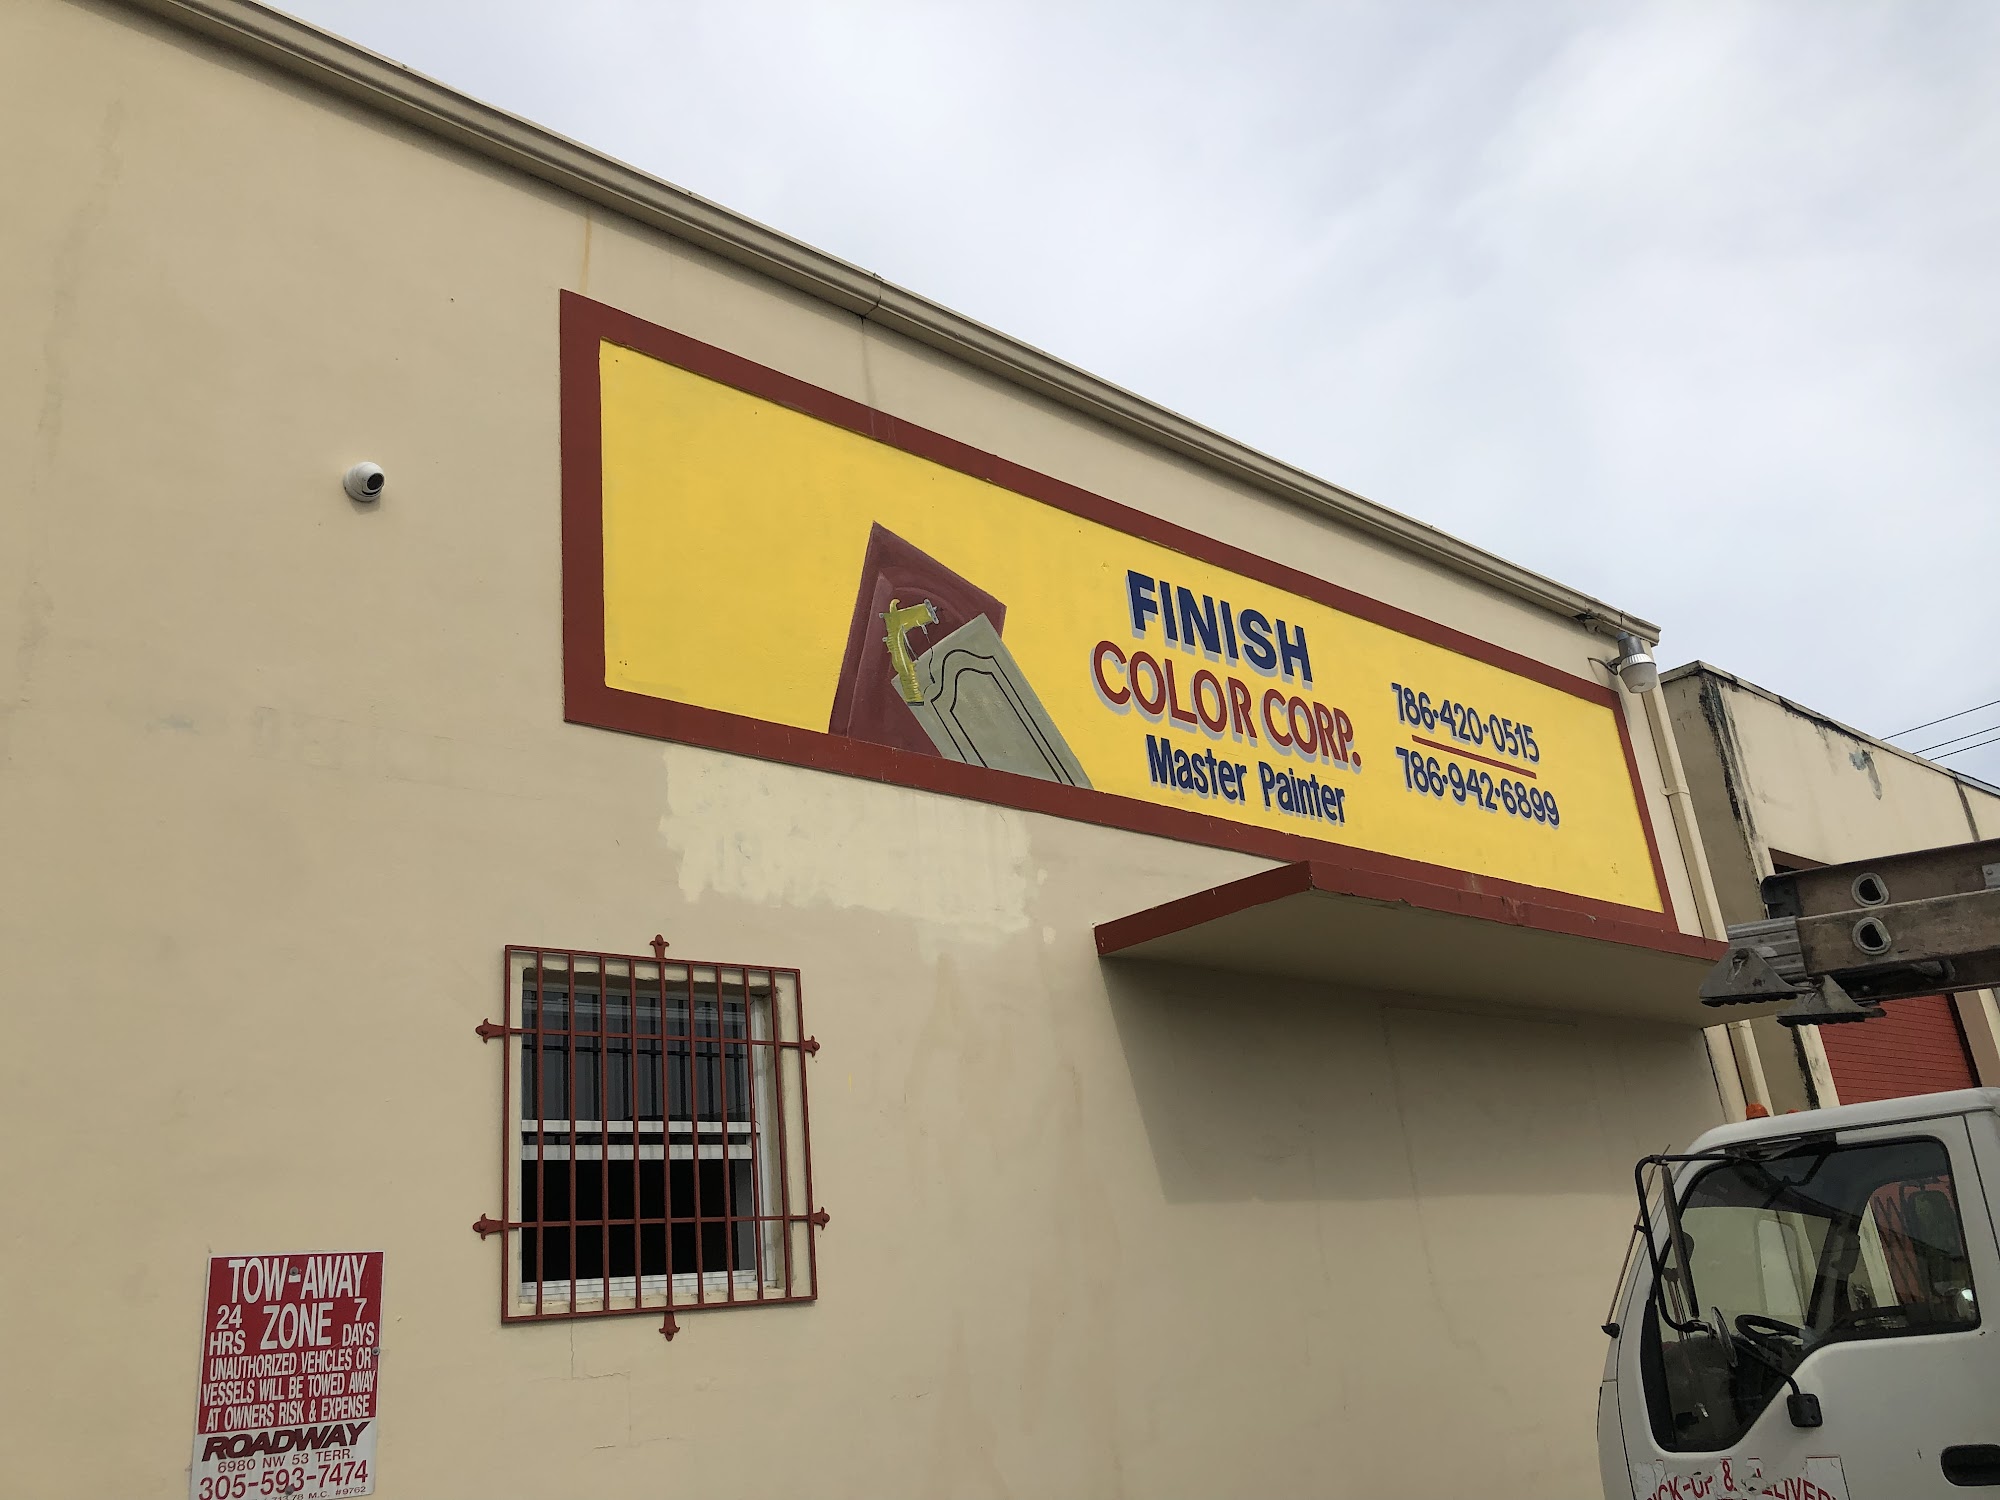 FINISH
COLOR CORP.
Master Painter
786•420•0515
786•942•6899
TOW-AWAY
24 HRS ZONE 7 DAYS
UNAUTHORIZED VEHICLES OR
VESSELS WILL BE TOWED AWAY
AT OWNERS RISK & EXPENSE
ROADWAY
6980 NW 53 TERR.
305-593-7474
M.C. #9762